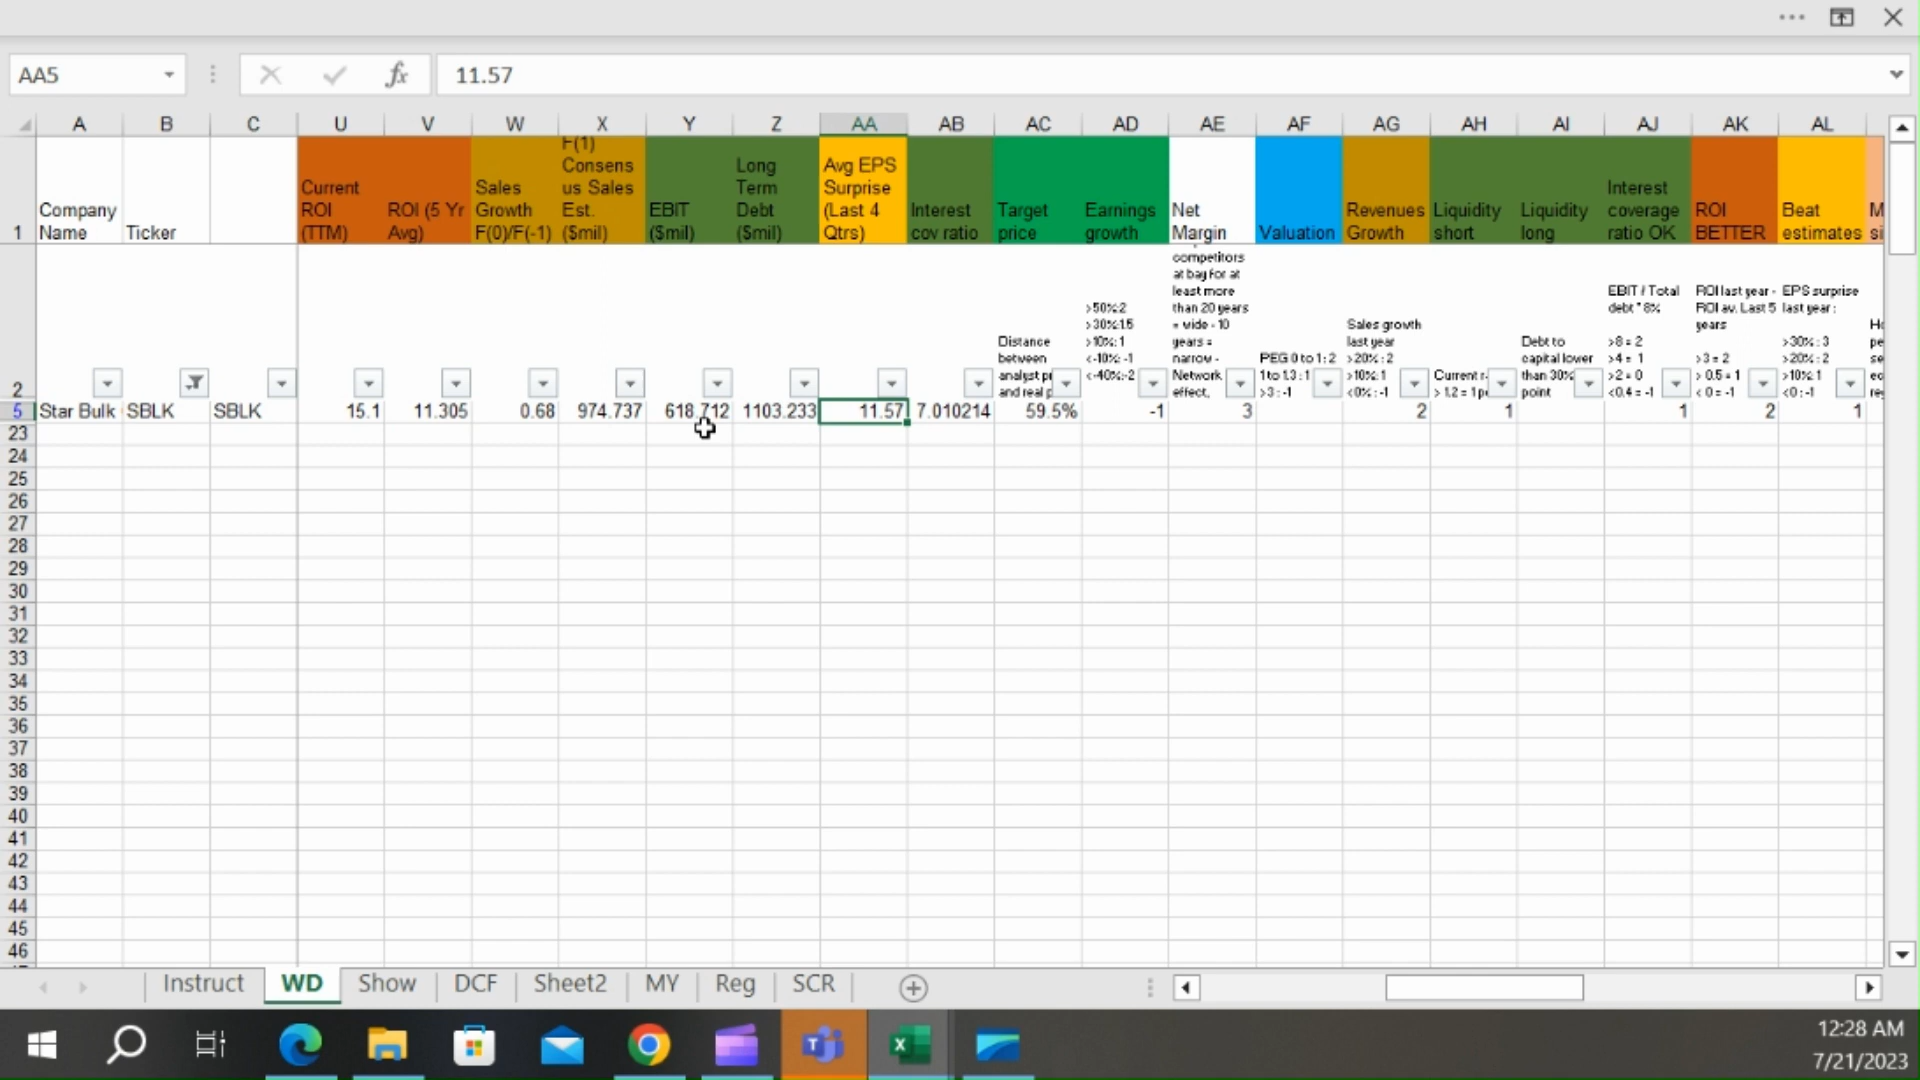 AA5
fx
11.57
A B C U V W X Y Z AA AB AC AD AE AF AG AH AI AJ AK AL
1
Company
Name
Ticker
Current
ROI
(TTM)
ROI (5 Yr
Avg)
Sales
Growth
F(0)/F(-1)
F(1)
Consens
us Sales
Est.
($mil)
EBIT
($mil)
Long
Term
Debt
($mil)
Avg EPS
Surprise
(Last 4
Qtrs)
Interest
cov ratio
Target
price
Earnings
growth
Net
Margin
Valuation
Revenues
Growth
Liquidity
short
Liquidity
long
Interest
coverage
ratio OK
ROI
BETTER
Beat
estimates
M
si
2
Distance
between
analyst pr
and real p
>50%:2
>30%:1.5
>10%: 1
<-10%: -1
<-40%:-2
competitors
at bay for at
least more
than 20 years
= wide - 10
years =
narrow -
Network
effect,
PEG 0 to 1: 2
1 to 1.3 : 1
>3 : -1
Sales growth
last year
>20% : 2
>10%: 1
<0% : -1
Current r
> 1.2 = 1 p
Debt to
capital lower
than 30%
point
EBIT / Total
debt * 8%
>8 = 2
>4 = 1
>2 = 0
<0.4 = -1
ROI last year -
ROI av. Last 5
years
>3 = 2
> 0.5 = 1
< 0 = -1
EPS surprise
last year :
>30% : 3
>20% : 2
>10%: 1
<0 : -1
5 Star Bulk SBLK SBLK 15.1 11.305 0.68 974.737 618.712 1103.233 11.57 7.010214 59.5% -1 3 2 1 1 2 1
23
24
25
26
27
28
29
30
31
32
33
34
35
36
37
38
39
40
41
42
43
44
45
46
Instruct WD Show DCF Sheet2 MY Reg SCR
12:28 AM
7/21/2023